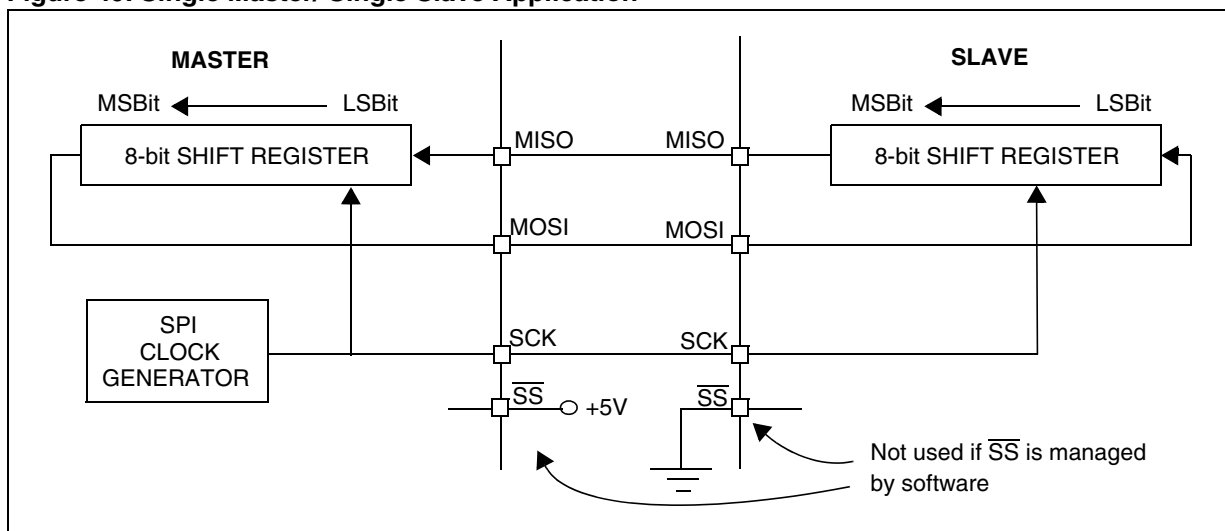 Single Master/ Single Slave Application
MASTER
SLAVE
MSBit LSBit
MSBit LSBit
8-bit SHIFT REGISTER
8-bit SHIFT REGISTER
MISO MISO
MOSI MOSI
SPI
CLOCK
GENERATOR
SCK SCK
SS +5V
SS
Not used if SS is managed
by software